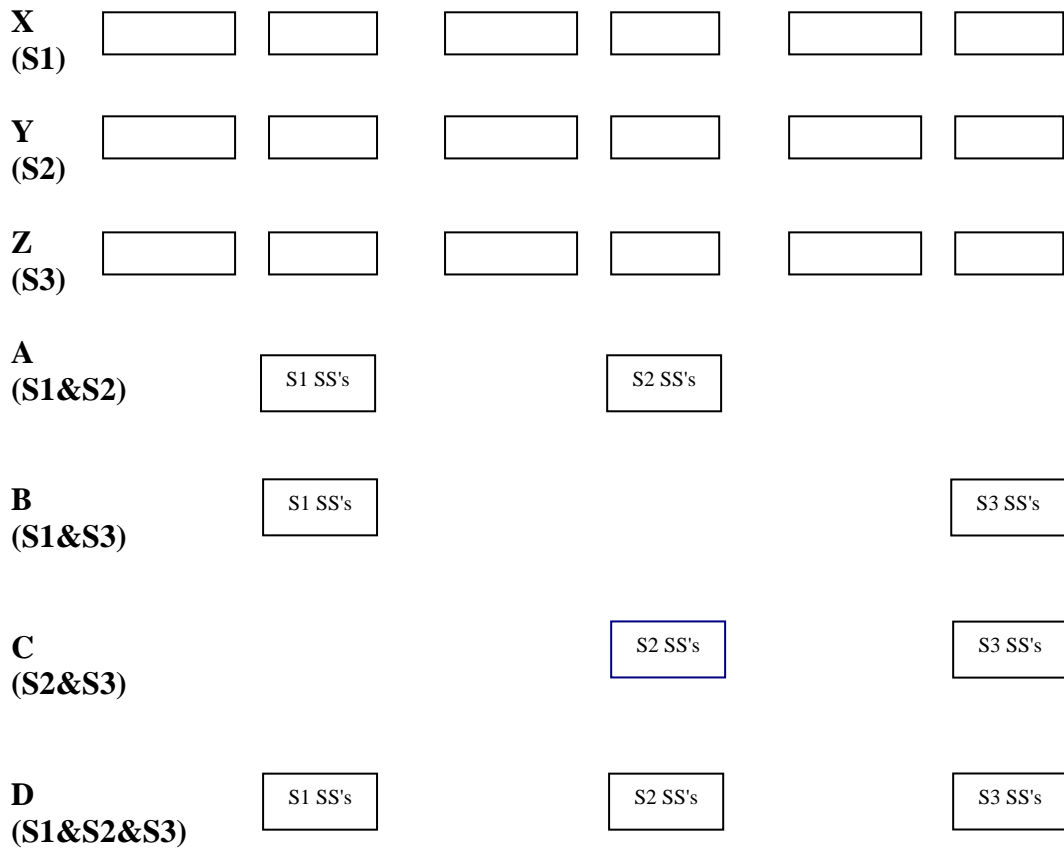 X
(S1)
Y
(S2)
Z
(S3)
A
(S1&S2)
S1 SS's
S2 SS's
B
(S1&S3)
S1 SS's
S3 SS's
C
(S2&S3)
S2 SS's
S3 SS's
D
(S1&S2&S3)
S1 SS's
S2 SS's
S3 SS's